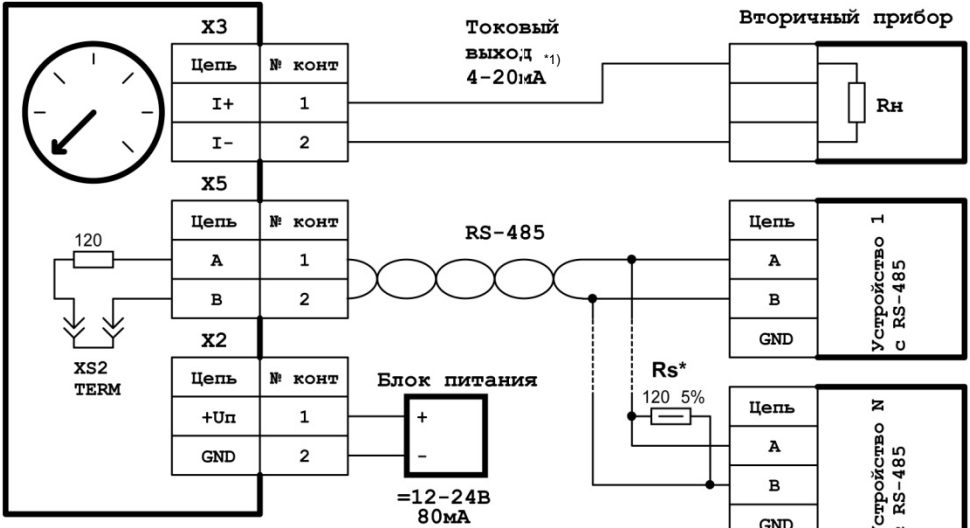 X3
Цепь № конт
I+ 1
I- 2
Токовый
выход *1)
4-20мА
Вторичный прибор
Rн
X5
Цепь № конт
A 1
B 2
120
XS2
TERM
RS-485
Цепь
A
B
GND
Устройство 1
с RS-485
X2
Цепь № конт
+Uп 1
GND 2
Блок питания
+
-
=12-24В
80мА
Rs*
120 5%
Цепь
A
B
GND
RS-485